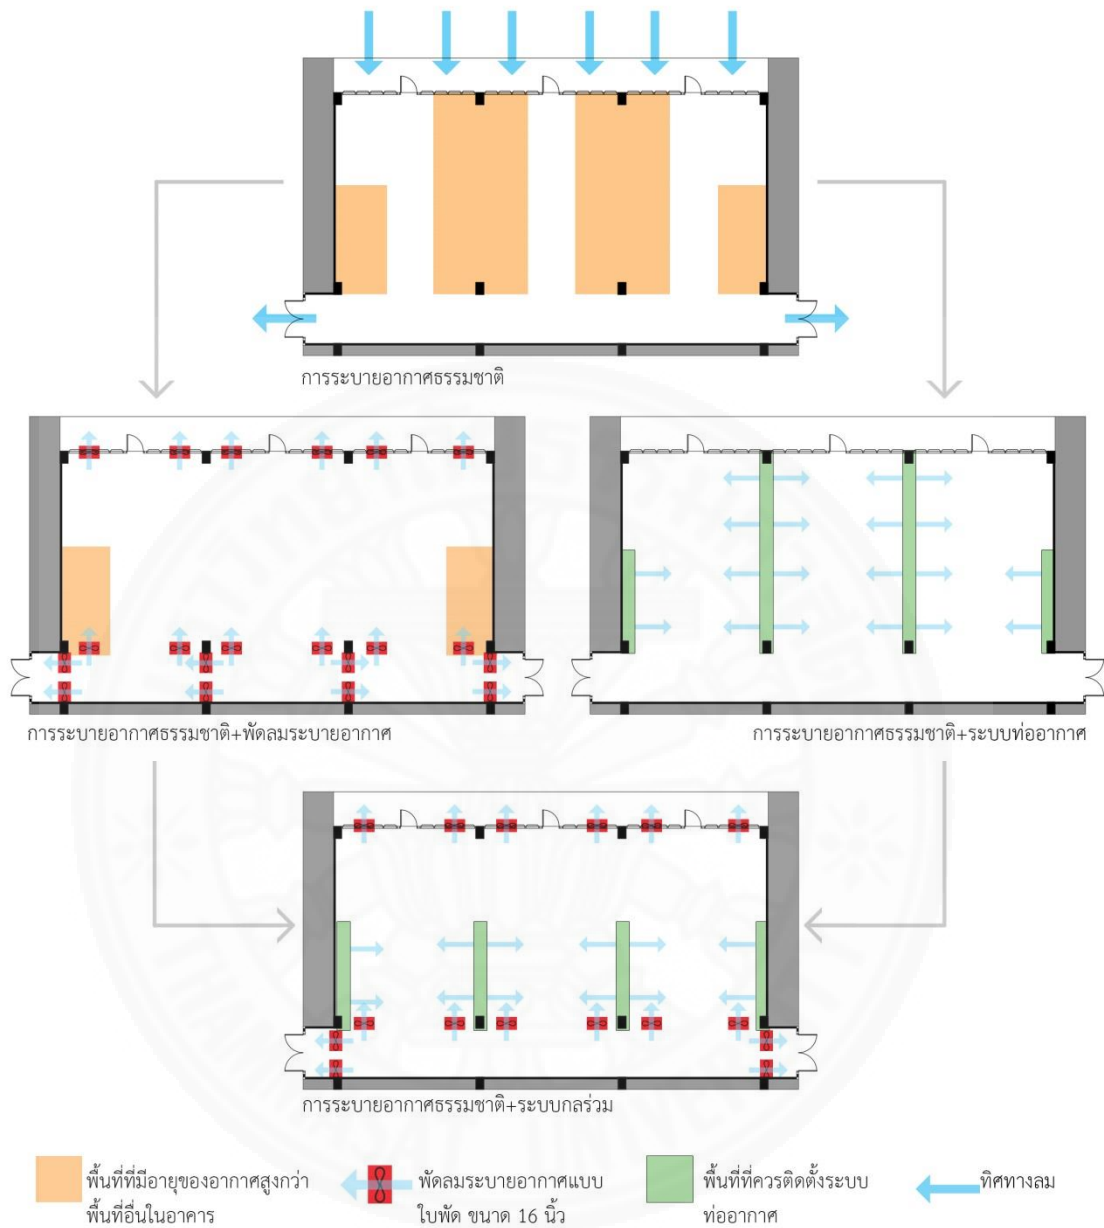 การระบายอากาศธรรมชาติ
การระบายอากาศธรรมชาติ+พัดลมระบายอากาศ
การระบายอากาศธรรมชาติ+ระบบท่ออากาศ
การระบายอากาศธรรมชาติ+ระบบกลร่วม
พื้นที่ที่มีอายุของอากาศสูงกว่า
พื้นที่อื่นในอาคาร
พัดลมระบายอากาศแบบ
ใบพัด ขนาด 16 นิ้ว
พื้นที่ที่ควรติดตั้งระบบ
ท่ออากาศ
ทิศทางลม